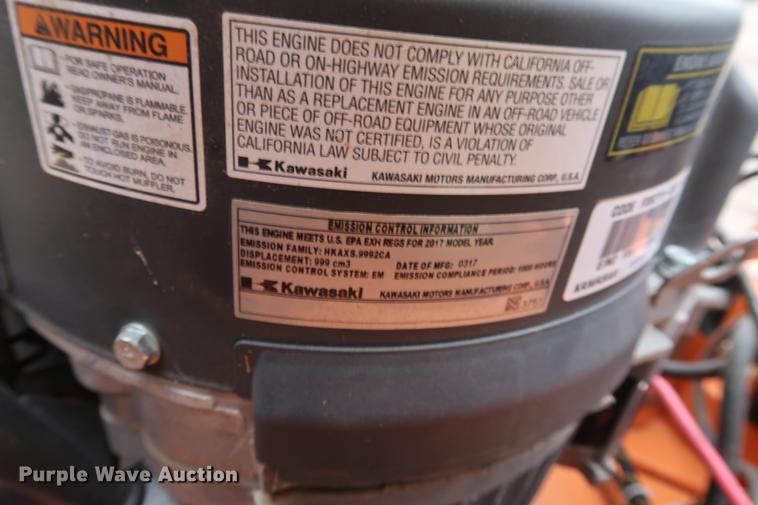 WARNING
• FOR SAFE OPERATION
READ OWNER'S MANUAL.
• GAS/PROPANE IS FLAMMABLE.
KEEP AWAY FROM FLAME
OR SPARKS.
• EXHAUST GAS IS POISONOUS.
DO NOT RUN ENGINE IN
AN ENCLOSED AREA.
• TO AVOID BURN, DO NOT
TOUCH HOT MUFFLER.
THIS ENGINE DOES NOT COMPLY WITH CALIFORNIA OFF-
ROAD OR ON-HIGHWAY EMISSION REQUIREMENTS. SALE OR
INSTALLATION OF THIS ENGINE FOR ANY PURPOSE OTHER
THAN AS A REPLACEMENT ENGINE IN AN OFF-ROAD VEHICLE
OR PIECE OF OFF-ROAD EQUIPMENT WHOSE ORIGINAL
ENGINE WAS NOT CERTIFIED, IS A VIOLATION OF
CALIFORNIA LAW SUBJECT TO CIVIL PENALTY.
Kawasaki KAWASAKI MOTORS MANUFACTURING CORP., U.S.A.
EMISSION CONTROL INFORMATION
THIS ENGINE MEETS U.S. EPA EXH REGS FOR 2017 MODEL YEAR.
EMISSION FAMILY: HKAXS.9992CA
DISPLACEMENT: 999 cm3 DATE OF MFG: 0317
EMISSION CONTROL SYSTEM: EM EMISSION COMPLIANCE PERIOD: 1000 HOURS
Kawasaki KAWASAKI MOTORS MANUFACTURING CORP., U.S.A.
CODE
ENG
KAWASAKI
Purple Wave Auction